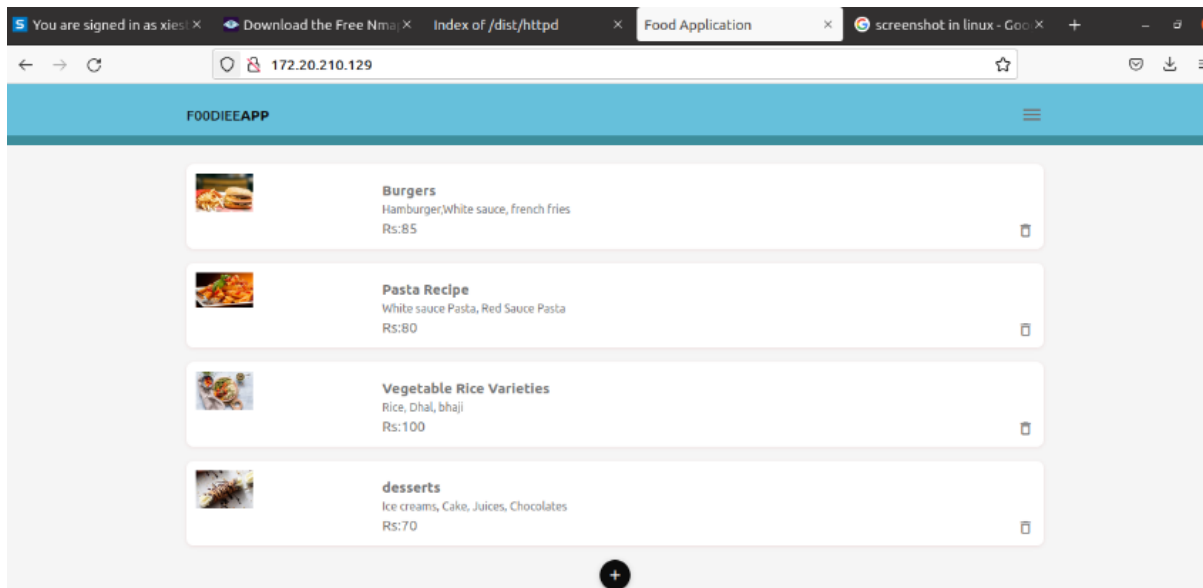 You are signed in as xies
Download the Free Nma
Index of /dist/httpd
Food Application
screenshot in linux - Goo
172.20.210.129
F00DIEEAPP
Burgers
Hamburger,White sauce, french fries
Rs:85
Pasta Recipe
White sauce Pasta, Red Sauce Pasta
Rs:80
Vegetable Rice Varieties
Rice, Dhal, bhaji
Rs:100
desserts
Ice creams, Cake, Juices, Chocolates
Rs:70